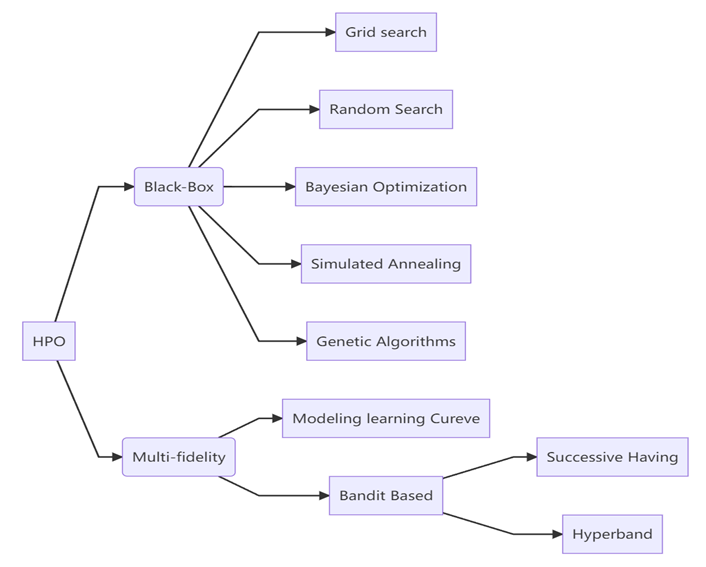 Grid search
Random Search
Black-Box
Bayesian Optimization
Simulated Annealing
HPO
Genetic Algorithms
Modeling learning Cureve
Multi-fidelity
Successive Having
Bandit Based
Hyperband